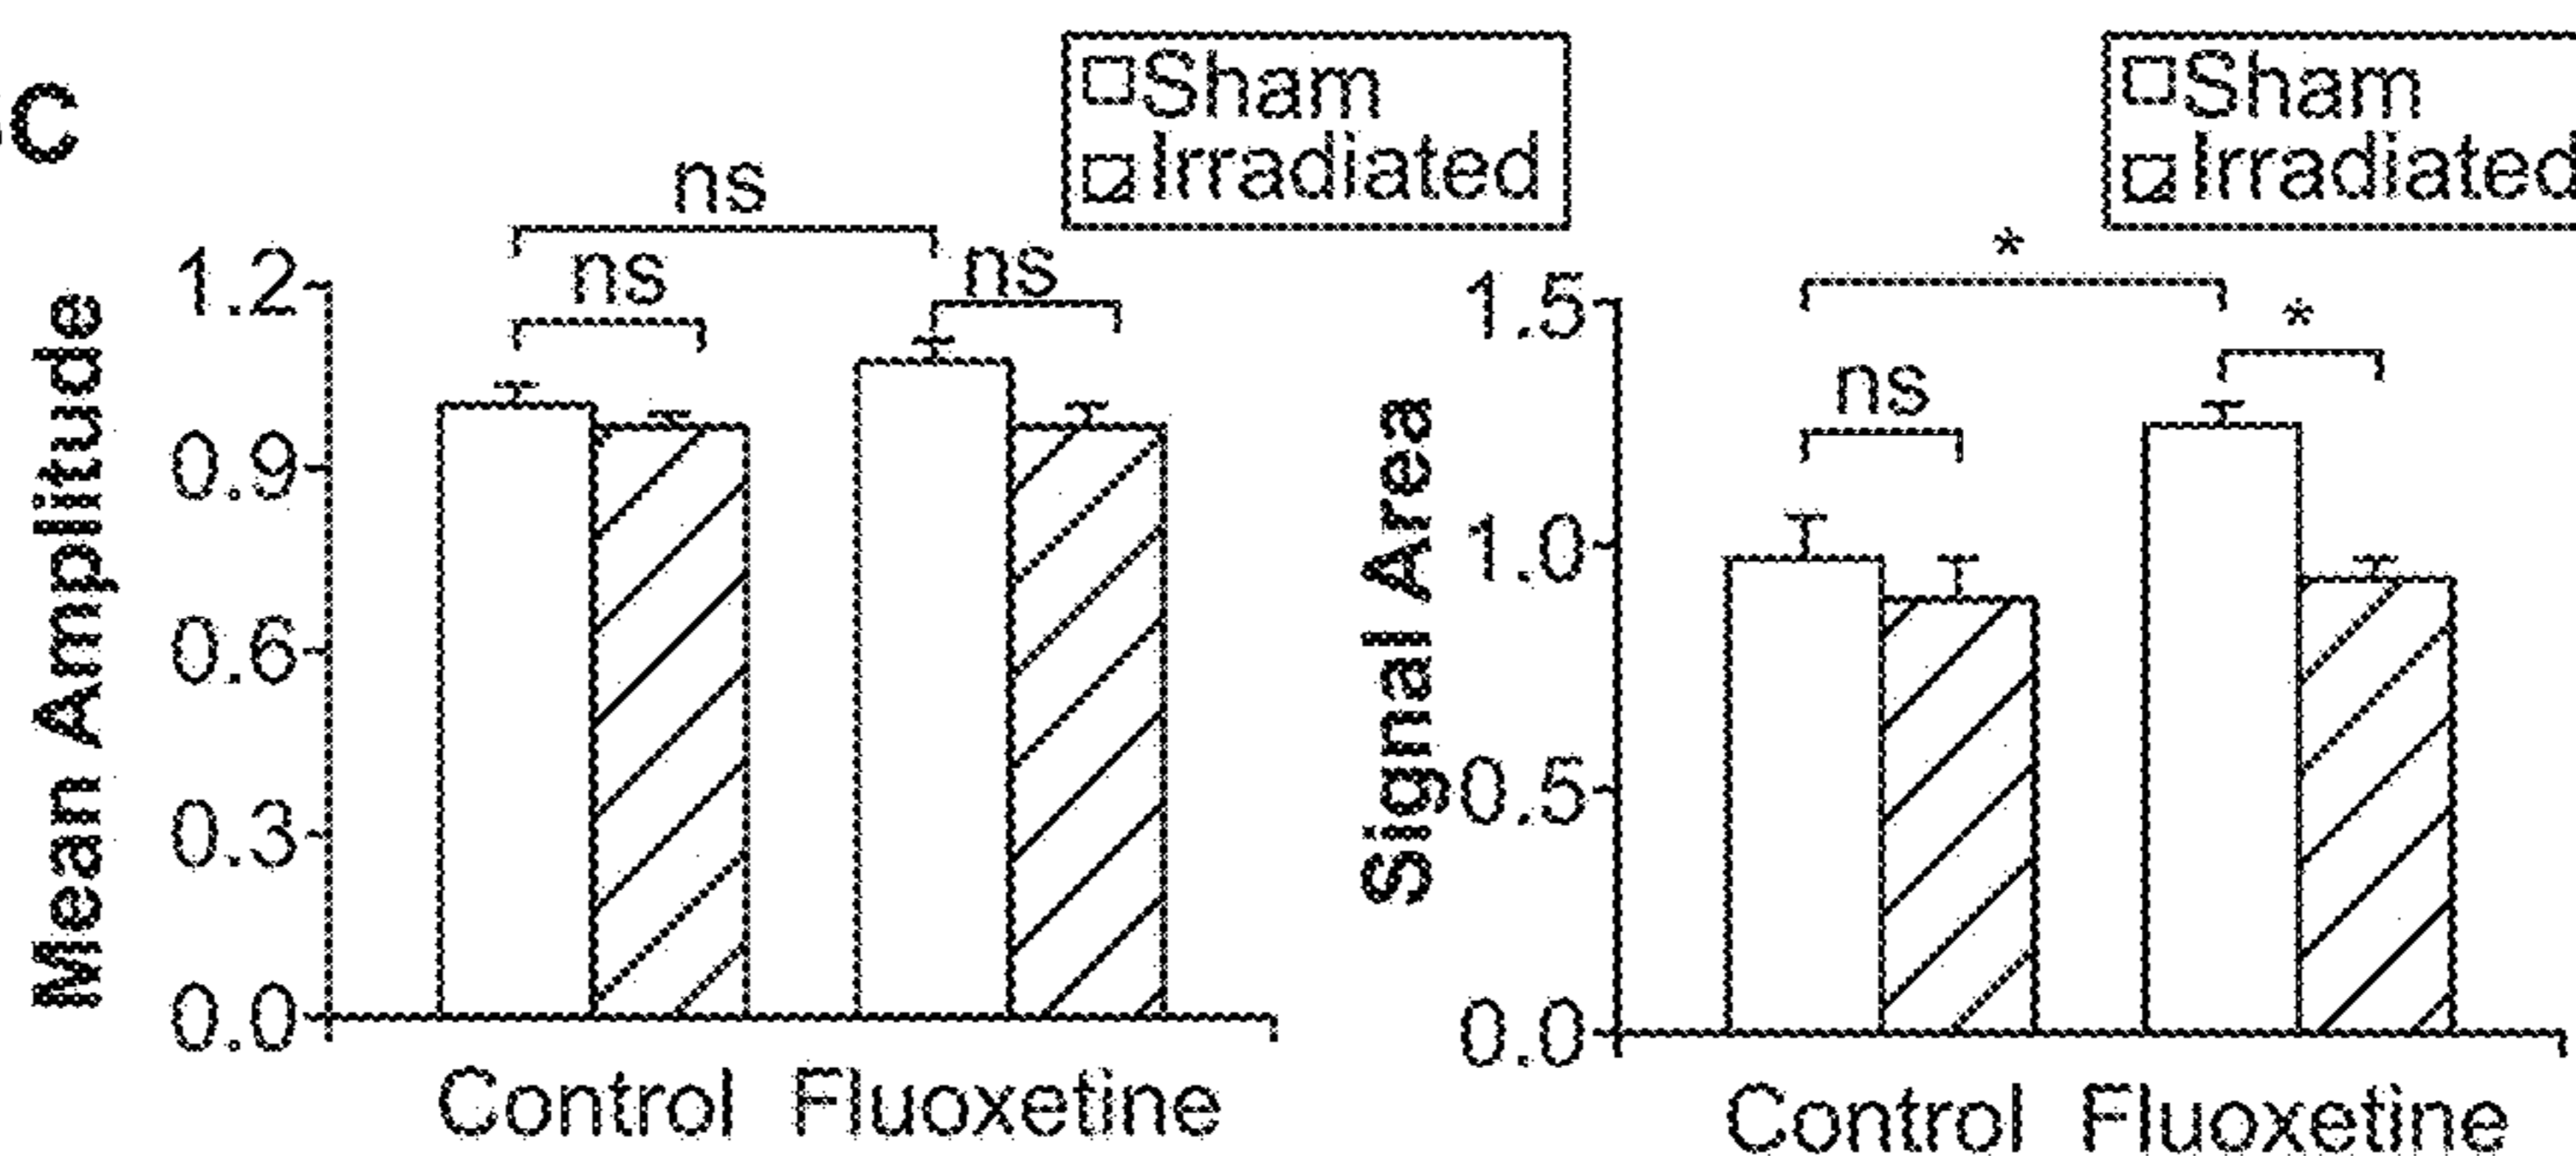 C
Sham
Irradiated
ns
ns
ns
Mean Amplitude
1.2
0.9
0.6
0.3
0.0
Control Fluoxetine
Sham
Irradiated
*
*
ns
Signal Area
1.5
1.0
0.5
0.0
Control Fluoxetine